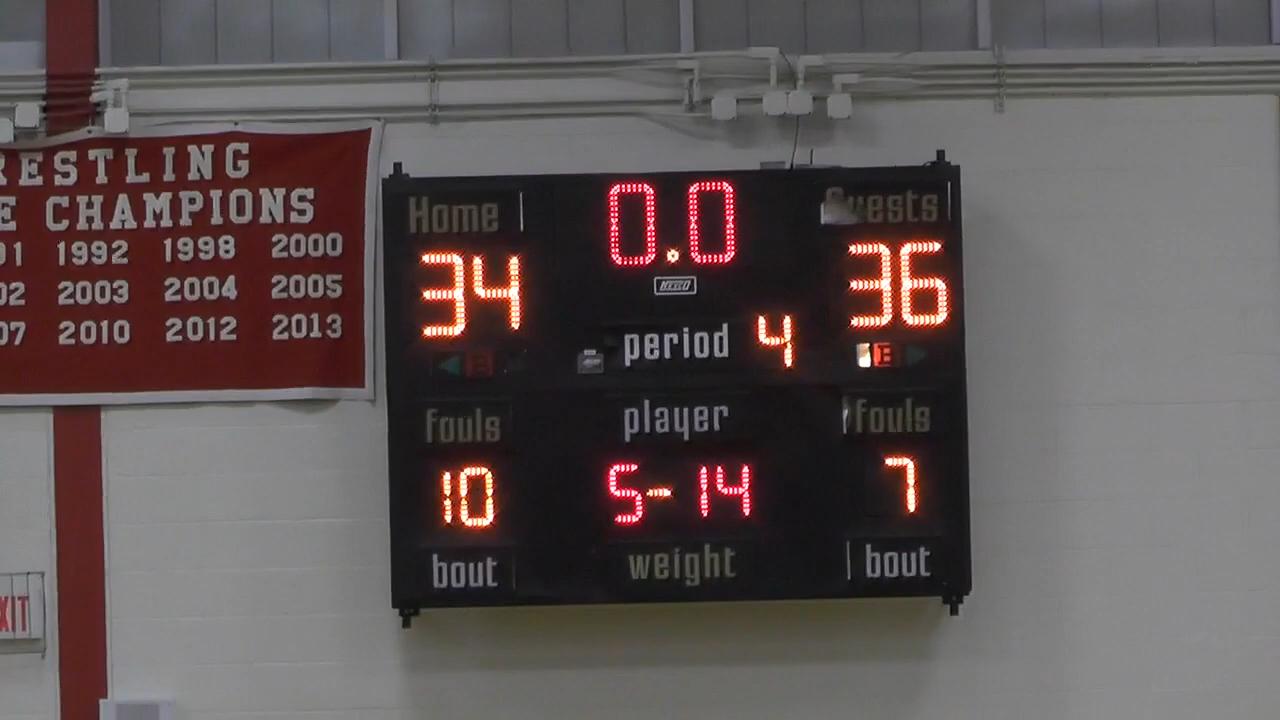 RESTLING
E CHAMPIONS
91 1992 1998 2000
02 2003 2004 2005
07 2010 2012 2013
Home 0.0 Guests
34 36
period 4
B B
fouls player fouls
10 5-14 7
bout weight bout
EXIT